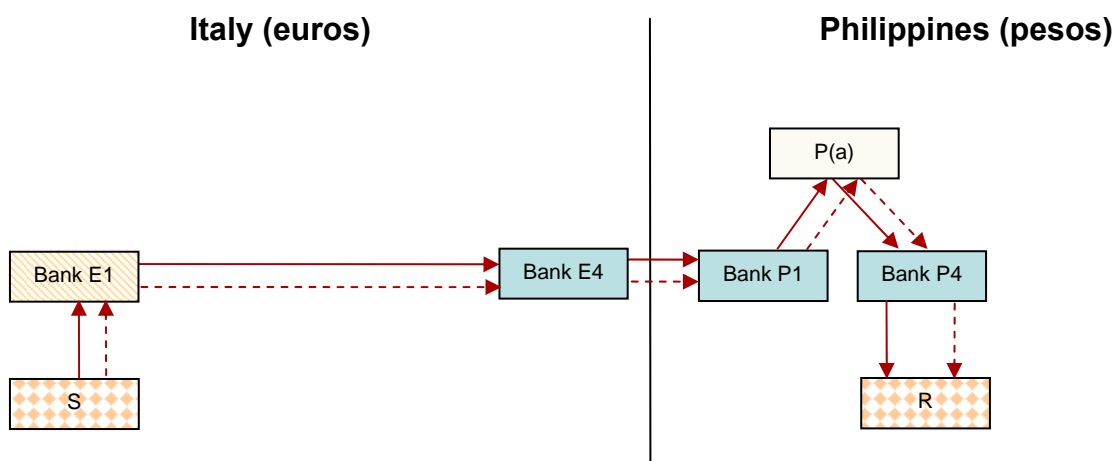 Italy (euros)
Philippines (pesos)
P(a)
Bank E1
Bank E4
Bank P1
Bank P4
S
R